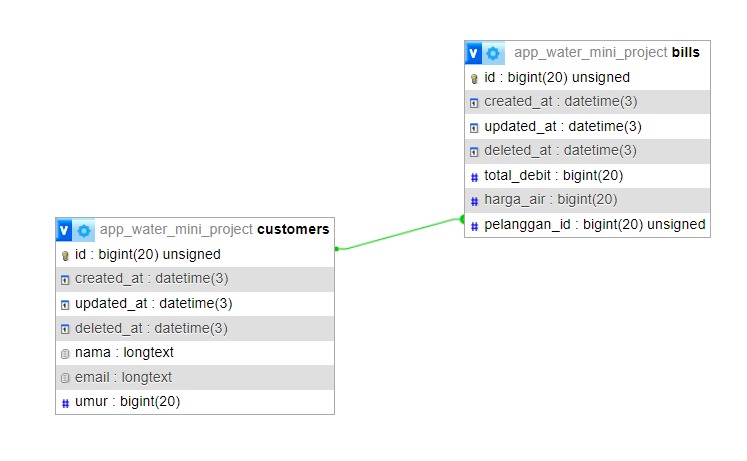 app_water_mini_project bills
id : bigint(20) unsigned
created_at : datetime(3)
updated_at : datetime(3)
deleted_at : datetime(3)
total_debit : bigint(20)
harga_air : bigint(20)
pelanggan_id : bigint(20) unsigned
app_water_mini_project customers
id : bigint(20) unsigned
created_at : datetime(3)
updated_at : datetime(3)
deleted_at : datetime(3)
nama : longtext
email : longtext
umur : bigint(20)